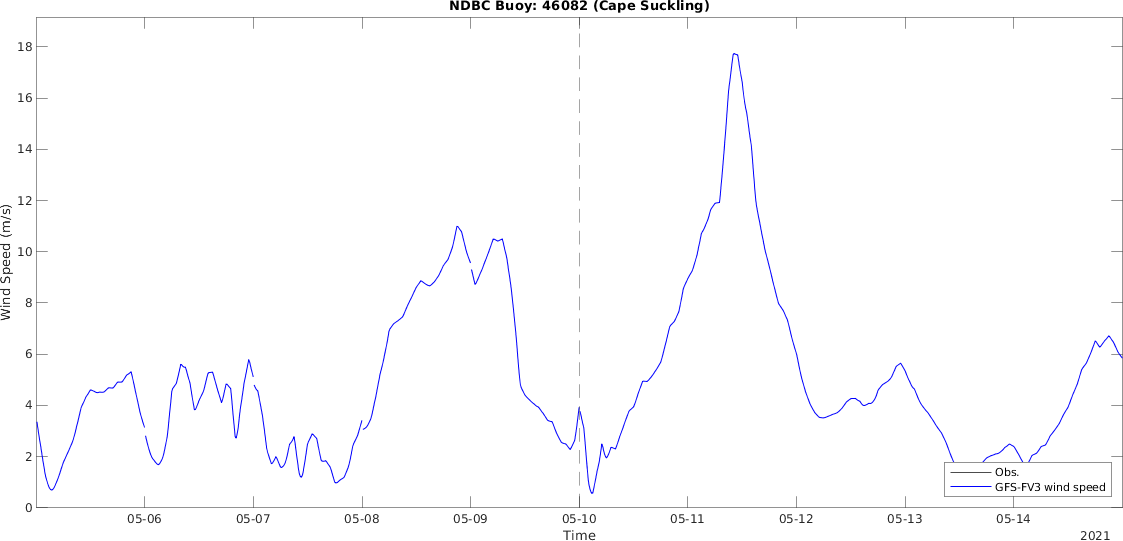 NDBC Buoy: 46082 (Cape Suckling)
18
16
14
12
10
8
6
4
2
0
Wind Speed (m/s)
05-06 05-07 05-08 05-09 05-10 05-11 05-12 05-13 05-14
Time
2021
Obs.
GFS-FV3 wind speed